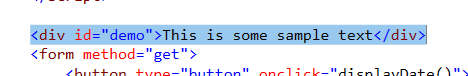 <div id="demo">This is some sample text</div>
<form method="get">
<button type="button" onclick="displayDate()">